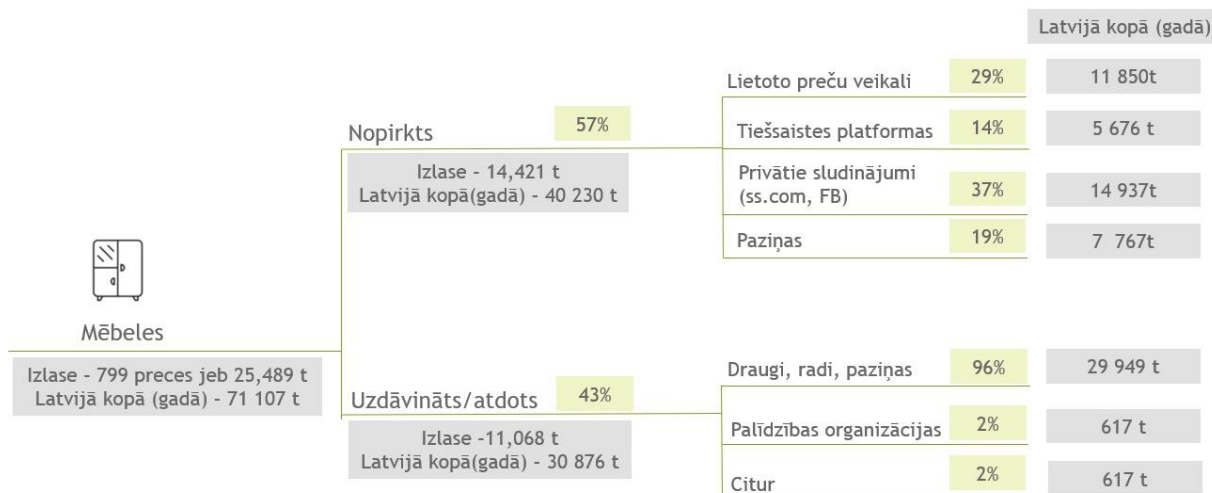 Latvijā kopā (gadā)
Lietoto preču veikali 29% 11 850t
Nopirkts 57%
Tiešsaistes platformas 14% 5 676 t
Izlase - 14,421 t
Latvijā kopā(gadā) - 40 230 t
Privātie sludinājumi
(ss.com, FB) 37% 14 937t
Paziņas 19% 7 767t
Mēbeles
Izlase - 799 preces jeb 25,489 t
Latvijā kopā (gadā) - 71 107 t
Draugi, radi, paziņas 96% 29 949 t
Uzdāvināts/atdots 43%
Izlase -11,068 t
Latvijā kopā(gadā) - 30 876 t
Palīdzības organizācijas 2% 617 t
Citur 2% 617 t